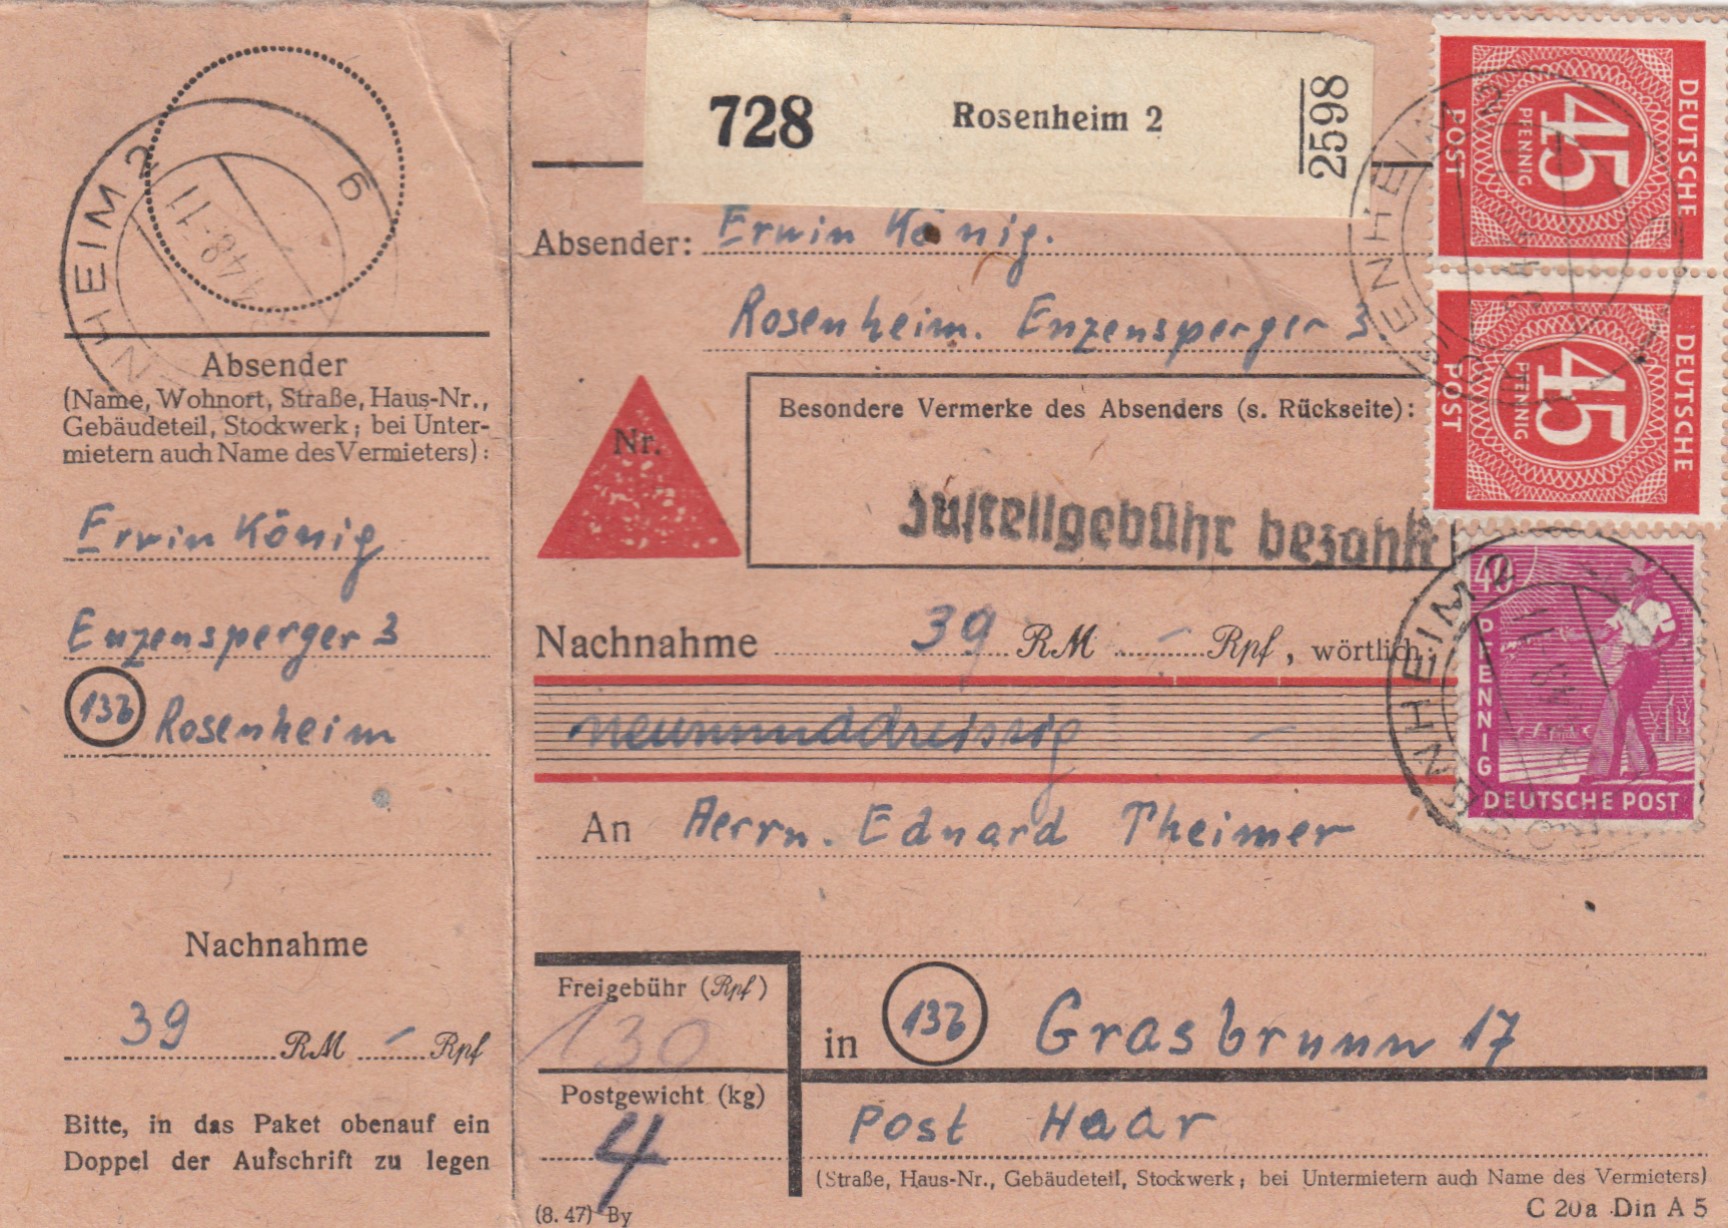 728 Rosenheim 2 2598
ROSENHEIM 2
b
4.48-11
Absender
(Name, Wohnort, Straße, Haus-Nr.,
Gebäudeteil, Stockwerk; bei Unter-
mietern auch Name des Vermieters):
Erwin König
Enzensperger 3
13b Rosenheim
Nachnahme
39 RM - Rpf
Bitte, in das Paket obenauf ein
Doppel der Aufschrift zu legen
Absender: Erwin König.
Rosenheim. Enzensperger 3
Nr.
Besondere Vermerke des Absenders (s. Rückseite):
Zustellgebühr bezahlt
Nachnahme 39 RM - Rpf, wörtlich:
neununddreissig -
An Herrn. Eduard Theimer
Freigebühr (Rpf)
130
Postgewicht (kg)
4
in 13b Grasbrunn 17
Post Haar
(Straße, Haus-Nr., Gebäudeteil, Stockwerk; bei Untermietern auch Name des Vermieters)
(8. 47) By
C 20a Din A 5
DEUTSCHE
45
PFENNIG
POST
DEUTSCHE
45
PFENNIG
POST
40
PFENNIG
DEUTSCHE POST